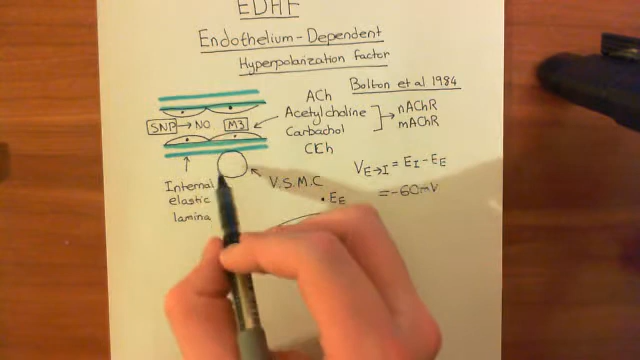 EDHF
Endothelium-Dependent
Hyperpolarization factor
Bolton et al 1984
ACh
Acetylcholine
Carbachol
CCh
nAChR
mAChR
SNP → NO
M3
Internal
elastic
lamina
V.S.M.C
• EE
VE→I = EI - EE
= -60mV